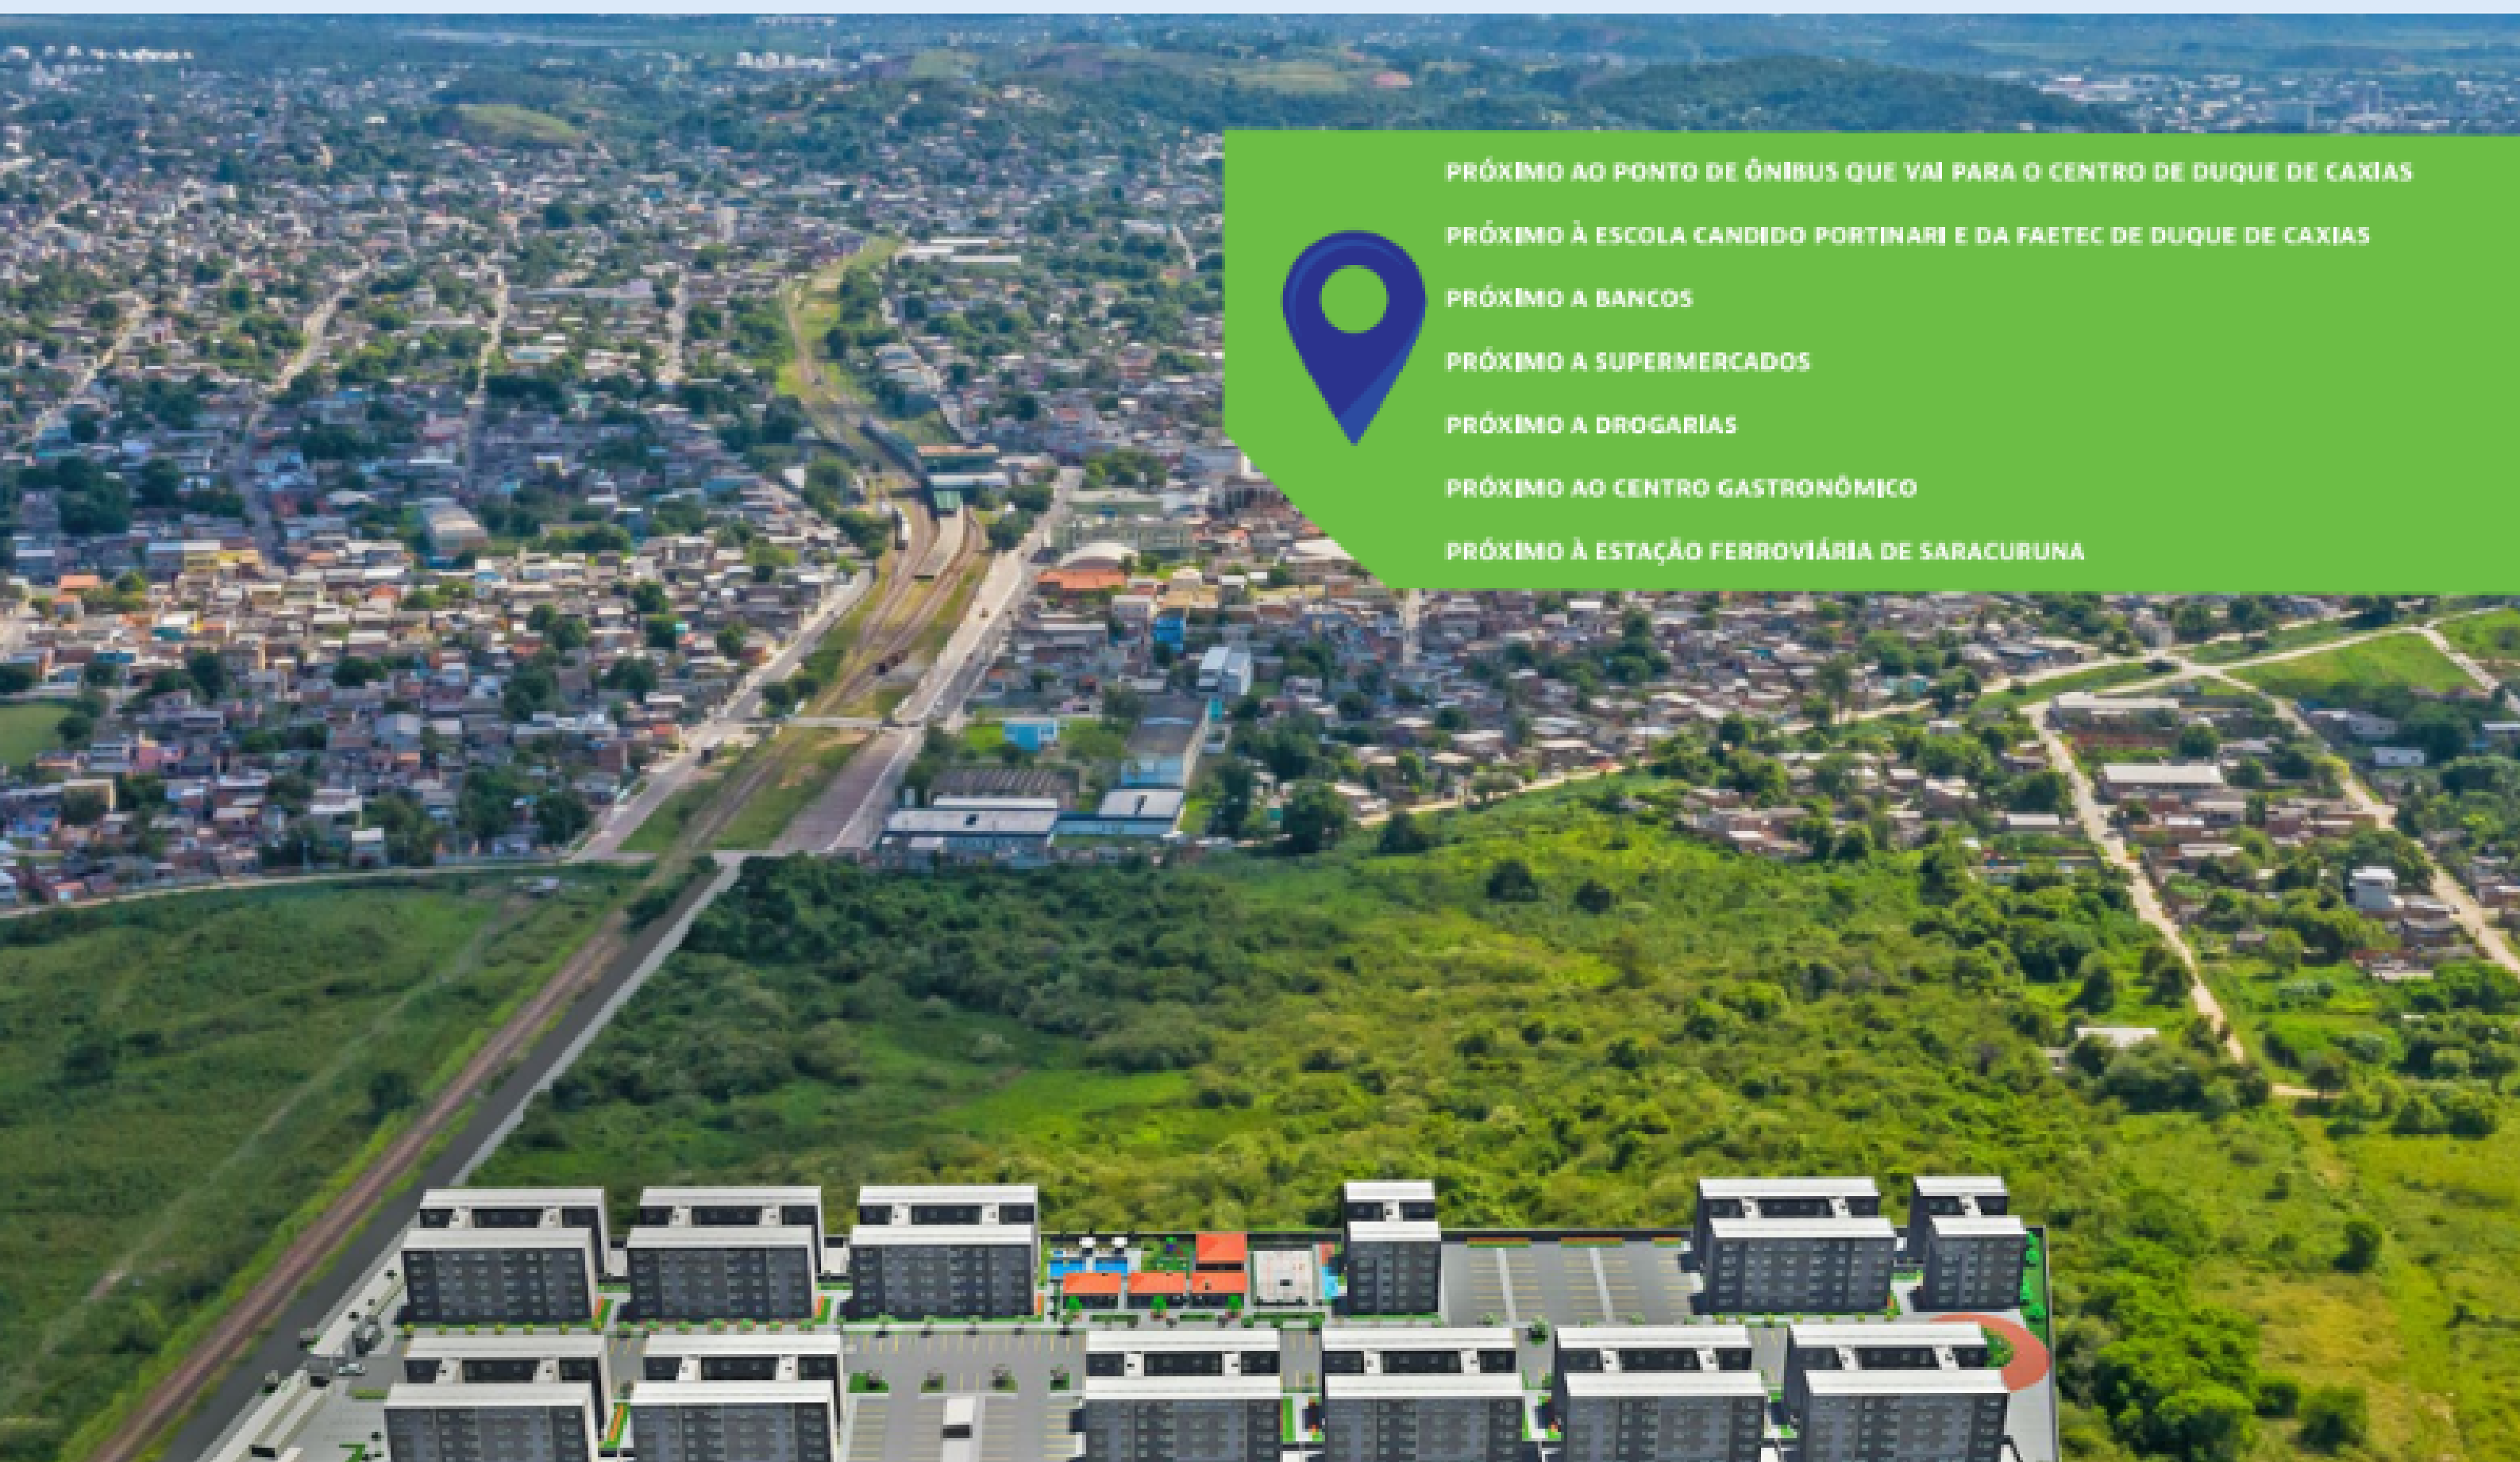 PRÓXIMO AO PONTO DE ÔNIBUS QUE VAI PARA O CENTRO DE DUQUE DE CAXIAS
PRÓXIMO À ESCOLA CANDIDO PORTINARI E DA FAETEC DE DUQUE DE CAXIAS
PRÓXIMO A BANCOS
PRÓXIMO A SUPERMERCADOS
PRÓXIMO A DROGARIAS
PRÓXIMO AO CENTRO GASTRONÔMICO
PRÓXIMO À ESTAÇÃO FERROVIÁRIA DE SARACURUNA